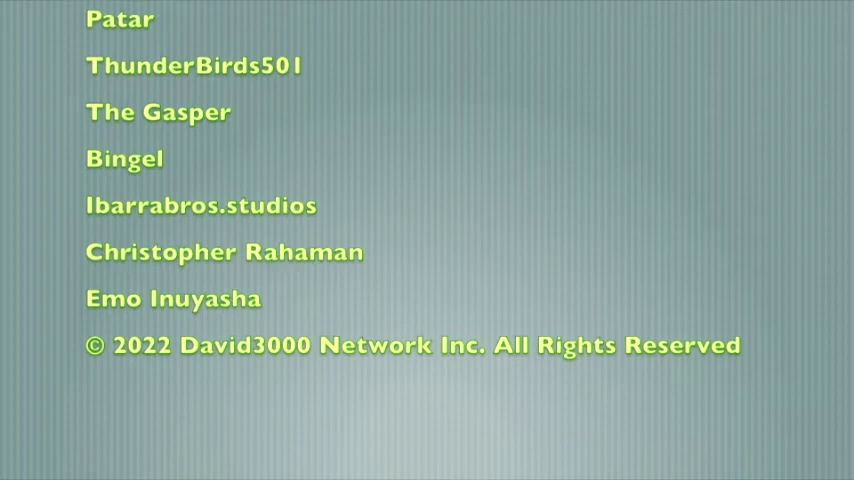 Patar
ThunderBirds501
The Gasper
Bingel
Ibarrabros.studios
Christopher Rahaman
Emo Inuyasha
© 2022 David3000 Network Inc. All Rights Reserved